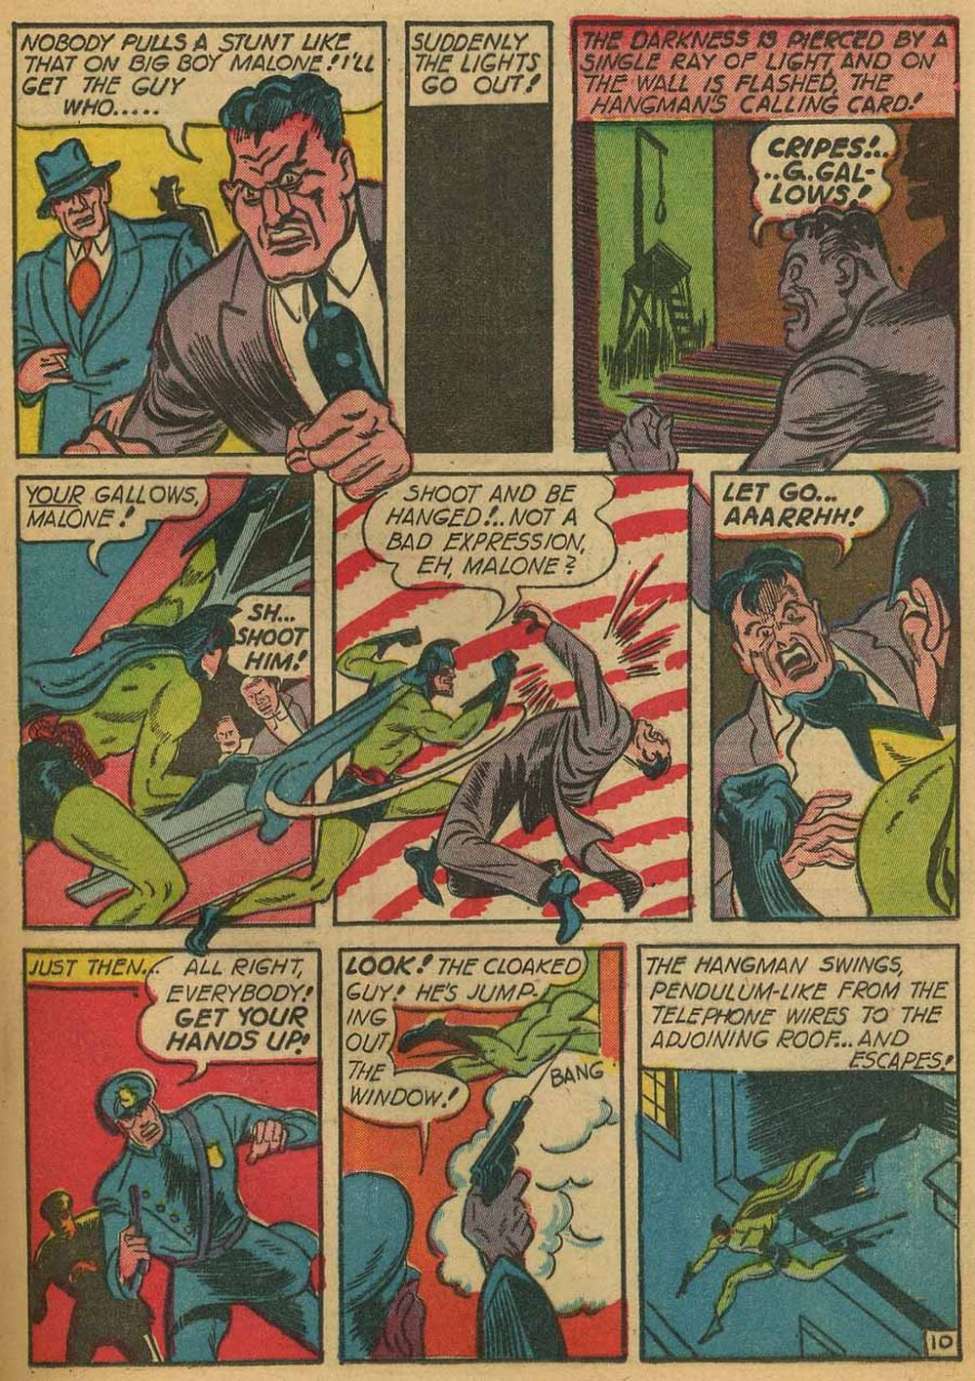 NOBODY PULLS A STUNT LIKE
THAT ON BIG BOY MALONE! I'LL
GET THE GUY
WHO.....
SUDDENLY
THE LIGHTS
GO OUT!
THE DARKNESS IS PIERCED BY A
SINGLE RAY OF LIGHT, AND ON
THE WALL IS FLASHED, THE
HANGMAN'S CALLING CARD!
CRIPES!..
..G.GAL-
LOWS!
YOUR GALLOWS,
MALONE!
SH...
SHOOT
HIM!
SHOOT AND BE
HANGED!..NOT A
BAD EXPRESSION,
EH, MALONE?
LET GO...
AAARRHH!
JUST THEN...
ALL RIGHT,
EVERYBODY!
GET YOUR
HANDS UP!
LOOK! THE CLOAKED
GUY! HE'S JUMP-
ING
OUT
THE
WINDOW!
BANG
THE HANGMAN SWINGS,
PENDULUM-LIKE FROM THE
TELEPHONE WIRES TO THE
ADJOINING ROOF...AND
ESCAPES!
10